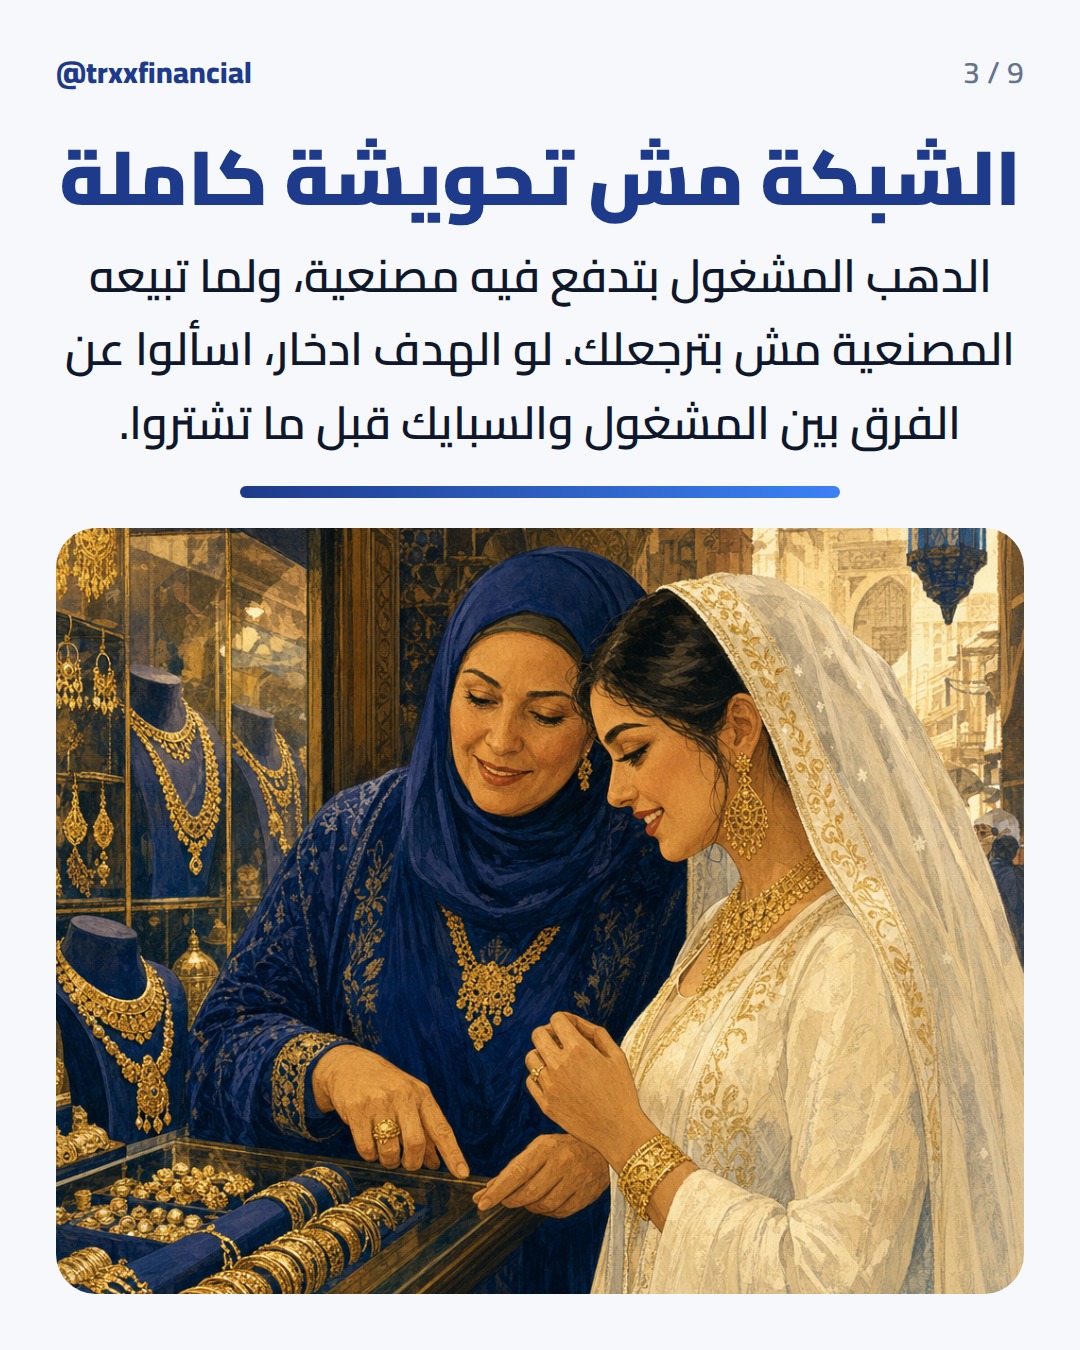 @trxxfinancial
3 / 9
الشبكة مش تحويشة كاملة
الدهب المشغول بتدفع فيه مصنعية، ولما تبيعه
المصنعية مش بترجعلك. لو الهدف ادخار، اسألوا عن
الفرق بين المشغول والسبايك قبل ما تشتروا.